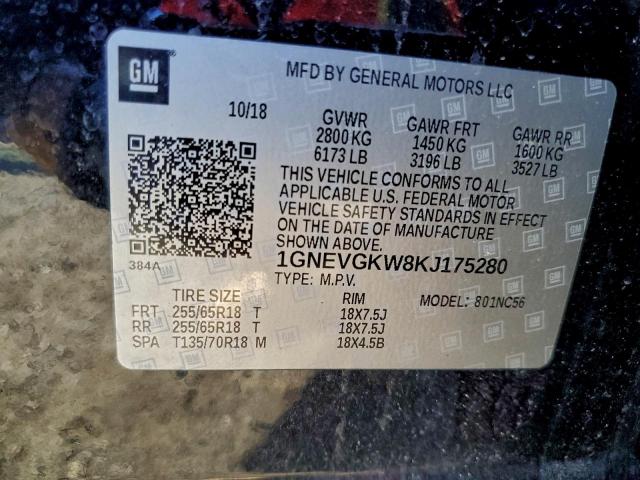 GM
MFD BY GENERAL MOTORS LLC
10/18
GVWR GAWR FRT GAWR RR
2800 KG 1450 KG 1600 KG
6173 LB 3196 LB 3527 LB
THIS VEHICLE CONFORMS TO ALL
APPLICABLE U.S. FEDERAL MOTOR
VEHICLE SAFETY STANDARDS IN EFFECT
ON THE DATE OF MANUFACTURE
SHOWN ABOVE.
384A
1GNEVGKW8KJ175280
TYPE: M.P.V. MODEL: 801NC56
TIRE SIZE RIM
FRT 255/65R18 T 18X7.5J
RR 255/65R18 T 18X7.5J
SPA T135/70R18 M 18X4.5B